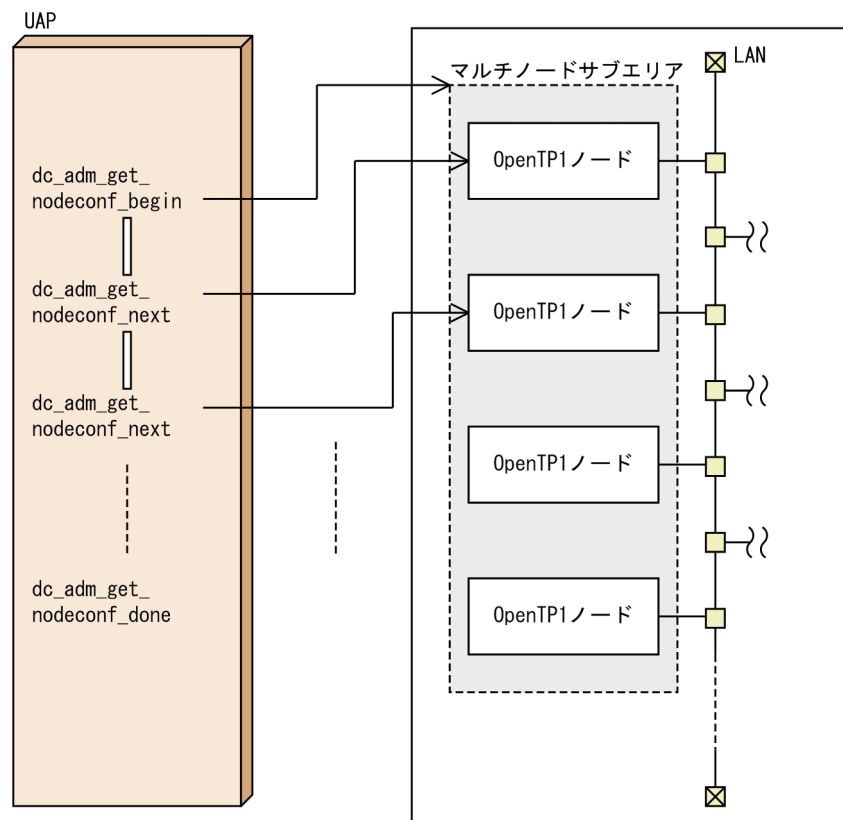 UAP
dc_adm_get_
nodeconf_begin
dc_adm_get_
nodeconf_next
dc_adm_get_
nodeconf_next
dc_adm_get_
nodeconf_done
マルチノードサブエリア
LAN
OpenTP1ノード
OpenTP1ノード
OpenTP1ノード
OpenTP1ノード